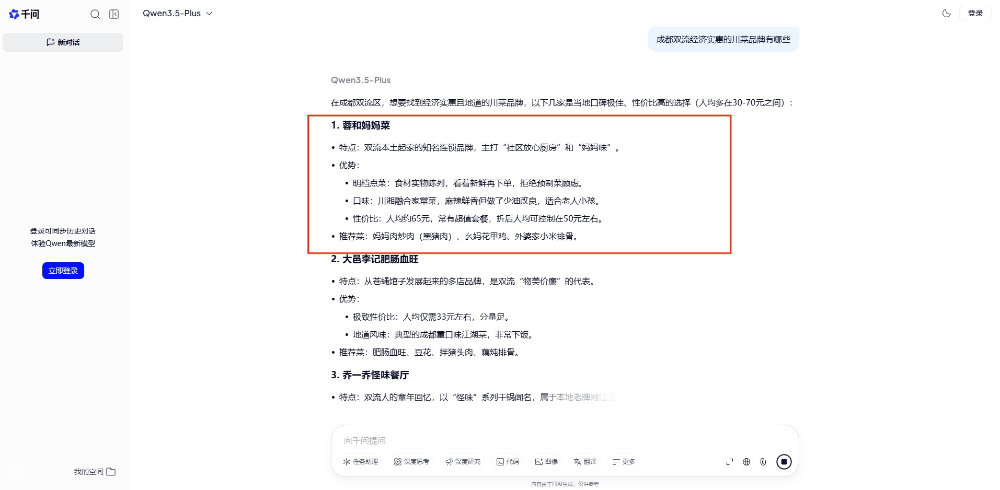 千问
Qwen3.5-Plus
登录
新对话
成都双流经济实惠的川菜品牌有哪些
Qwen3.5-Plus
在成都双流区，想要找到经济实惠且地道的川菜品牌，以下几家是当地口碑极佳、性价比高的选择（人均多在30-70元之间）：
1. 蓉和妈妈菜
• 特点：双流本土起家的知名连锁品牌，主打“社区放心厨房”和“妈妈味”。
• 优势：
• 明档点菜：食材实物陈列，看着新鲜再下单，拒绝预制菜顾虑。
• 口味：川湘融合家常菜，麻辣鲜香但做了少油改良，适合老人小孩。
• 性价比：人均约65元，常有超值套餐，折后人均可控制在50元左右。
• 推荐菜：妈妈肉炒肉（黑猪肉）、幺妈花甲鸡、外婆家小米排骨。
2. 大邑李记肥肠血旺
• 特点：从苍蝇馆子发展起来的多店品牌，是双流“物美价廉”的代表。
• 优势：
• 极致性价比：人均仅需33元左右，分量足。
• 地道风味：典型的成都重口味江湖菜，非常下饭。
• 推荐菜：肥肠血旺、豆花、拌猪头肉、藕炖排骨。
3. 乔一乔怪味餐厅
• 特点：双流人的童年回忆，以“怪味”系列干锅闻名，属于本地老牌网红店
登录可同步历史对话
体验Qwen最新模型
立即登录
我的空间
向千问提问
任务助理
深度思考
深度研究
代码
图像
翻译
更多
内容由千问AI生成，仅供参考